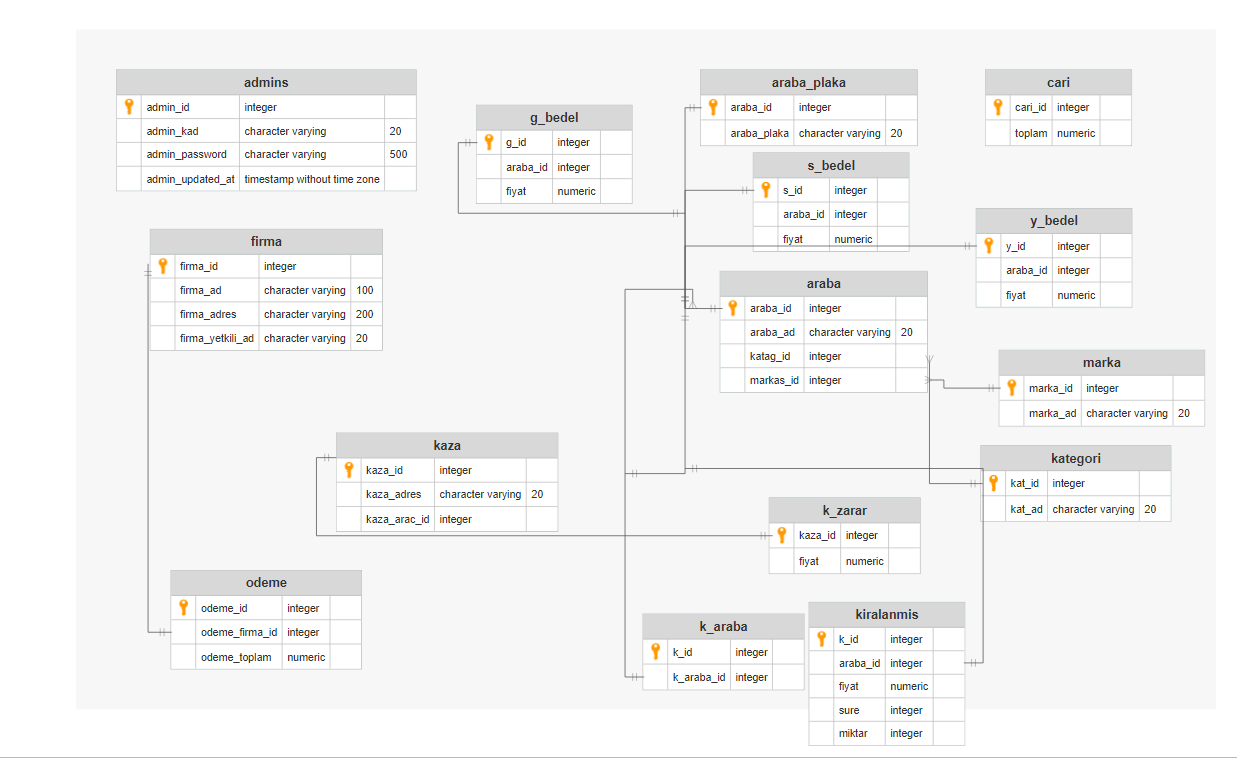 admins
admin_id integer
admin_kad character varying 20
admin_password character varying 500
admin_updated_at timestamp without time zone
g_bedel
g_id integer
araba_id integer
fiyat numeric
araba_plaka
araba_id integer
araba_plaka character varying 20
cari
cari_id integer
toplam numeric
s_bedel
s_id integer
araba_id integer
fiyat numeric
y_bedel
y_id integer
araba_id integer
fiyat numeric
firma
firma_id integer
firma_ad character varying 100
firma_adres character varying 200
firma_yetkili_ad character varying 20
araba
araba_id integer
araba_ad character varying 20
katag_id integer
markas_id integer
marka
marka_id integer
marka_ad character varying 20
kaza
kaza_id integer
kaza_adres character varying 20
kaza_arac_id integer
kategori
kat_id integer
kat_ad character varying 20
k_zarar
kaza_id integer
fiyat numeric
odeme
odeme_id integer
odeme_firma_id integer
odeme_toplam numeric
k_araba
k_id integer
k_araba_id integer
kiralanmis
k_id integer
araba_id integer
fiyat numeric
sure integer
miktar integer